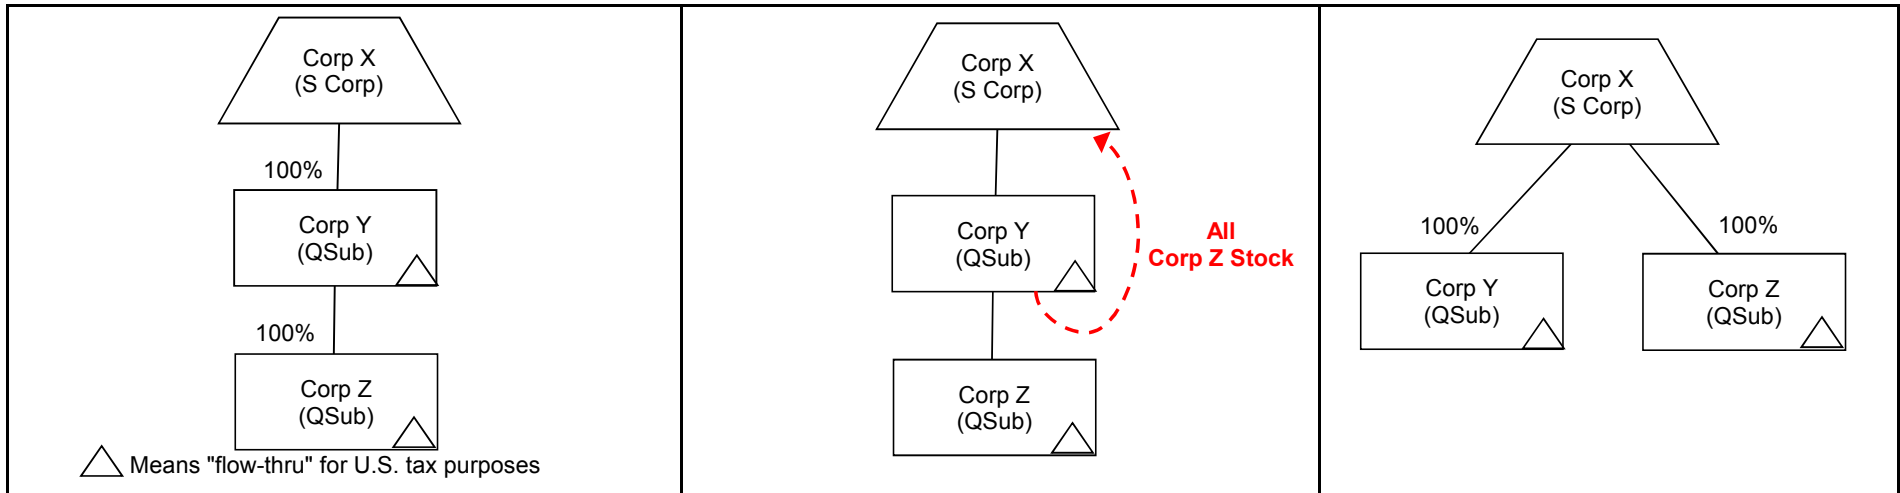 Corp X
(S Corp)
100%
Corp Y
(QSub)
100%
Corp Z
(QSub)
Means "flow-thru" for U.S. tax purposes
Corp X
(S Corp)
Corp Y
(QSub)
All
Corp Z Stock
Corp Z
(QSub)
Corp X
(S Corp)
100%
100%
Corp Y
(QSub)
Corp Z
(QSub)